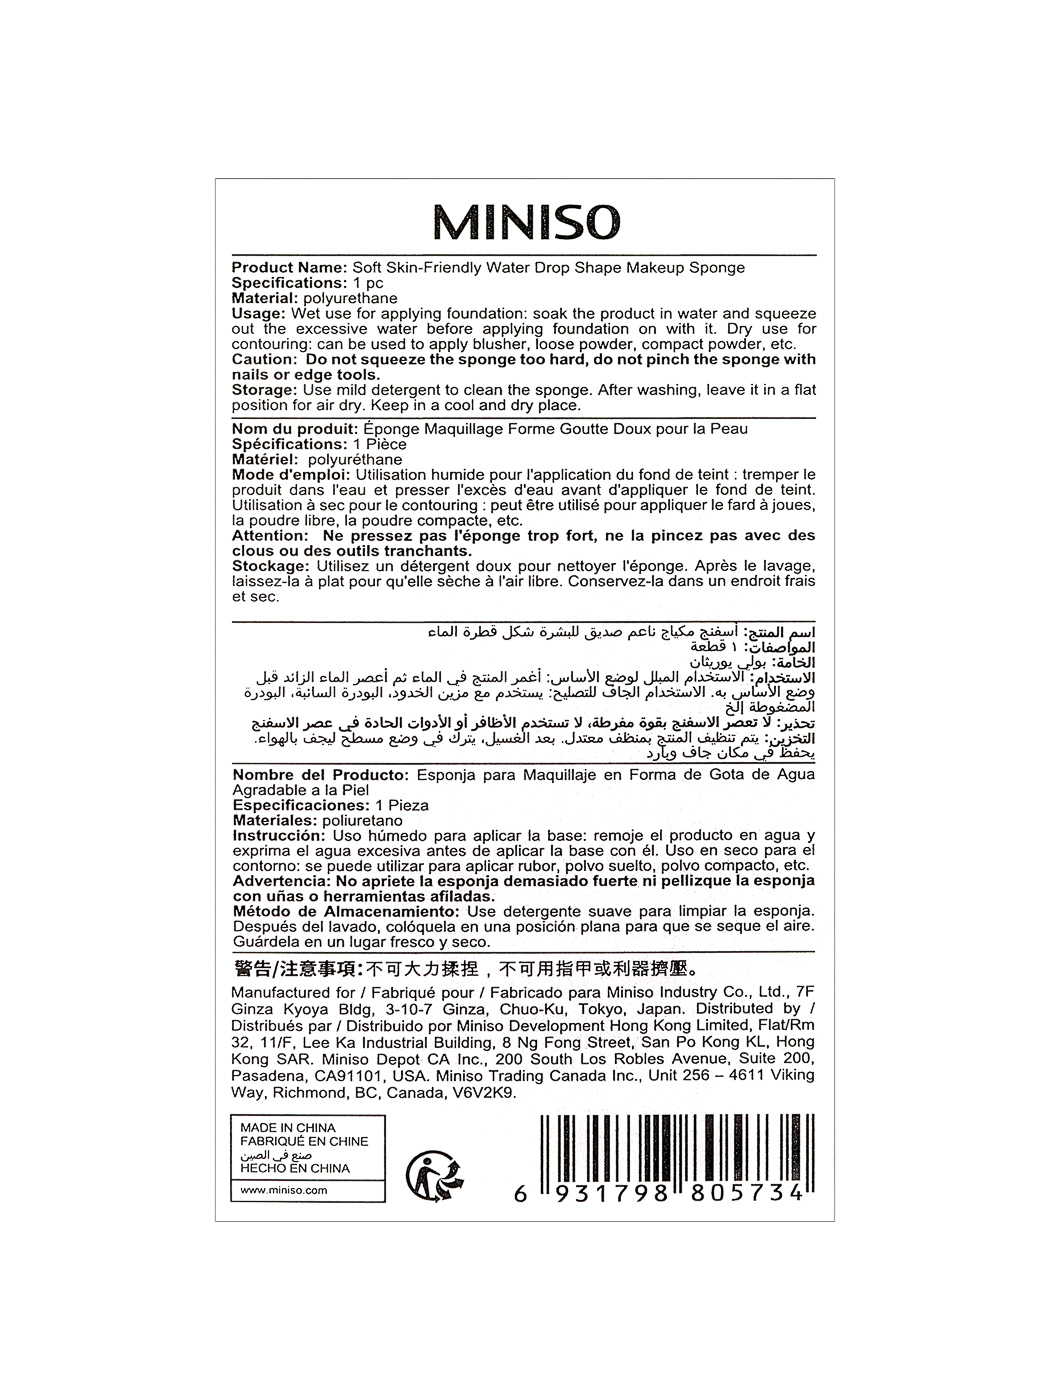 MINISO
Product Name: Soft Skin-Friendly Water Drop Shape Makeup Sponge
Specifications: 1 pc
Material: polyurethane
Usage: Wet use for applying foundation: soak the product in water and squeeze
out the excessive water before applying foundation on with it. Dry use for
contouring: can be used to apply blusher, loose powder, compact powder, etc.
Caution: Do not squeeze the sponge too hard, do not pinch the sponge with
nails or edge tools.
Storage: Use mild detergent to clean the sponge. After washing, leave it in a flat
position for air dry. Keep in a cool and dry place.
Nom du produit: Éponge Maquillage Forme Goutte Doux pour la Peau
Spécifications: 1 Pièce
Matériel: polyuréthane
Mode d'emploi: Utilisation humide pour l'application du fond de teint : tremper le
produit dans l'eau et presser l'excès d'eau avant d'appliquer le fond de teint.
Utilisation à sec pour le contouring : peut être utilisé pour appliquer le fard à joues,
la poudre libre, la poudre compacte, etc.
Attention: Ne pressez pas l'éponge trop fort, ne la pincez pas avec des
clous ou des outils tranchants.
Stockage: Utilisez un détergent doux pour nettoyer l'éponge. Après le lavage,
laissez-la à plat pour qu'elle sèche à l'air libre. Conservez-la dans un endroit frais
et sec.
اسم المنتج: أسفنج مكياج ناعم صديق للبشرة شكل قطرة الماء
المواصفات: ١ قطعة
الخامة: بولي يوريثان
الاستخدام: الاستخدام المبلل لوضع الأساس: أغمر المنتج في الماء ثم أعصر الماء الزائد قبل
وضع الأساس به. الاستخدام الجاف للتصليح: يستخدم مع مزين الخدود، البودرة السائبة، البودرة
المضغوطة إلخ
تحذير: لا تعصر الاسفنج بقوة مفرطة، لا تستخدم الأظافر أو الأدوات الحادة في عصر الاسفنج
التخزين: يتم تنظيف المنتج بمنظف معتدل. بعد الغسيل، يترك في وضع مسطح ليجف بالهواء.
يحفظ في مكان جاف وبارد
Nombre del Producto: Esponja para Maquillaje en Forma de Gota de Agua
Agradable a la Piel
Especificaciones: 1 Pieza
Materiales: poliuretano
Instrucción: Uso húmedo para aplicar la base: remoje el producto en agua y
exprima el agua excesiva antes de aplicar la base con él. Uso en seco para el
contorno: se puede utilizar para aplicar rubor, polvo suelto, polvo compacto, etc.
Advertencia: No apriete la esponja demasiado fuerte ni pellizque la esponja
con uñas o herramientas afiladas.
Método de Almacenamiento: Use detergente suave para limpiar la esponja.
Después del lavado, colóquela en una posición plana para que se seque el aire.
Guárdela en un lugar fresco y seco.
警告/注意事項:不可大力揉捏，不可用指甲或利器擠壓。
Manufactured for / Fabriqué pour / Fabricado para Miniso Industry Co., Ltd., 7F
Ginza Kyoya Bldg, 3-10-7 Ginza, Chuo-Ku, Tokyo, Japan. Distributed by /
Distribués par / Distribuido por Miniso Development Hong Kong Limited, Flat/Rm
32, 11/F, Lee Ka Industrial Building, 8 Ng Fong Street, San Po Kong KL, Hong
Kong SAR. Miniso Depot CA Inc., 200 South Los Robles Avenue, Suite 200,
Pasadena, CA91101, USA. Miniso Trading Canada Inc., Unit 256 – 4611 Viking
Way, Richmond, BC, Canada, V6V2K9.
MADE IN CHINA
FABRIQUÉ EN CHINE
صنع في الصين
HECHO EN CHINA
www.miniso.com
6 931798 805734